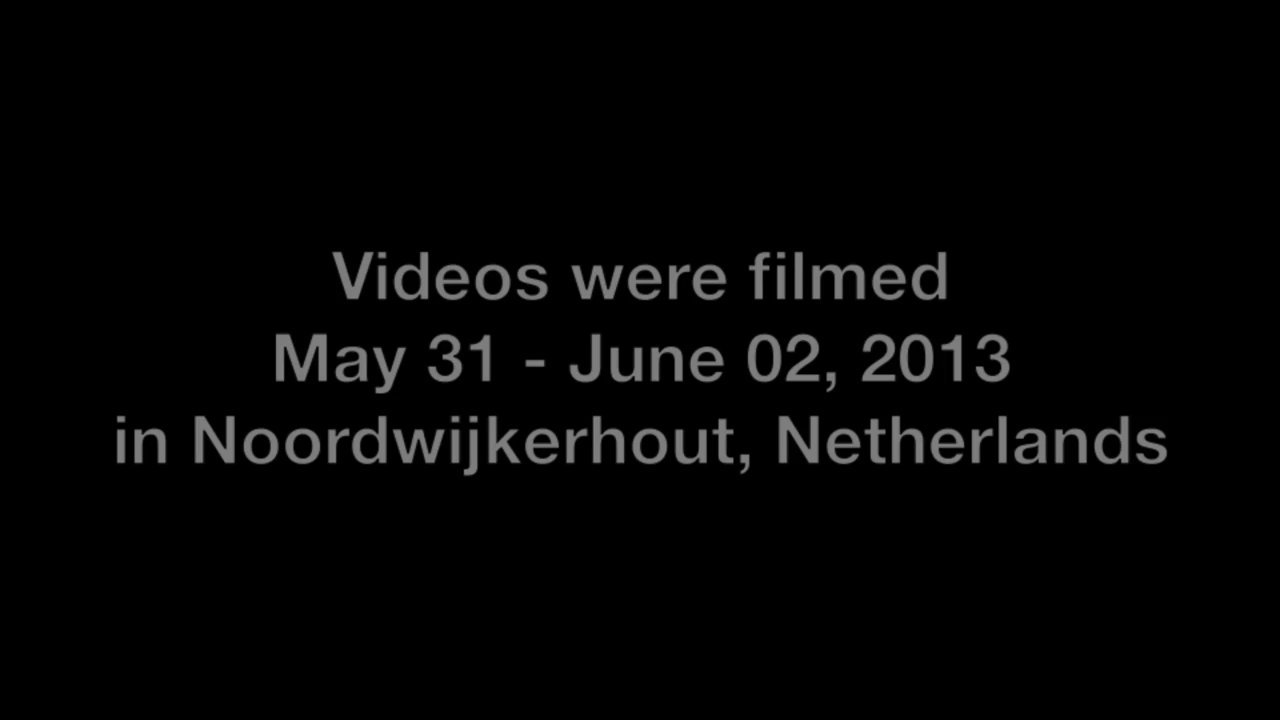 Videos were filmed
May 31 - June 02, 2013
in Noordwijkerhout, Netherlands